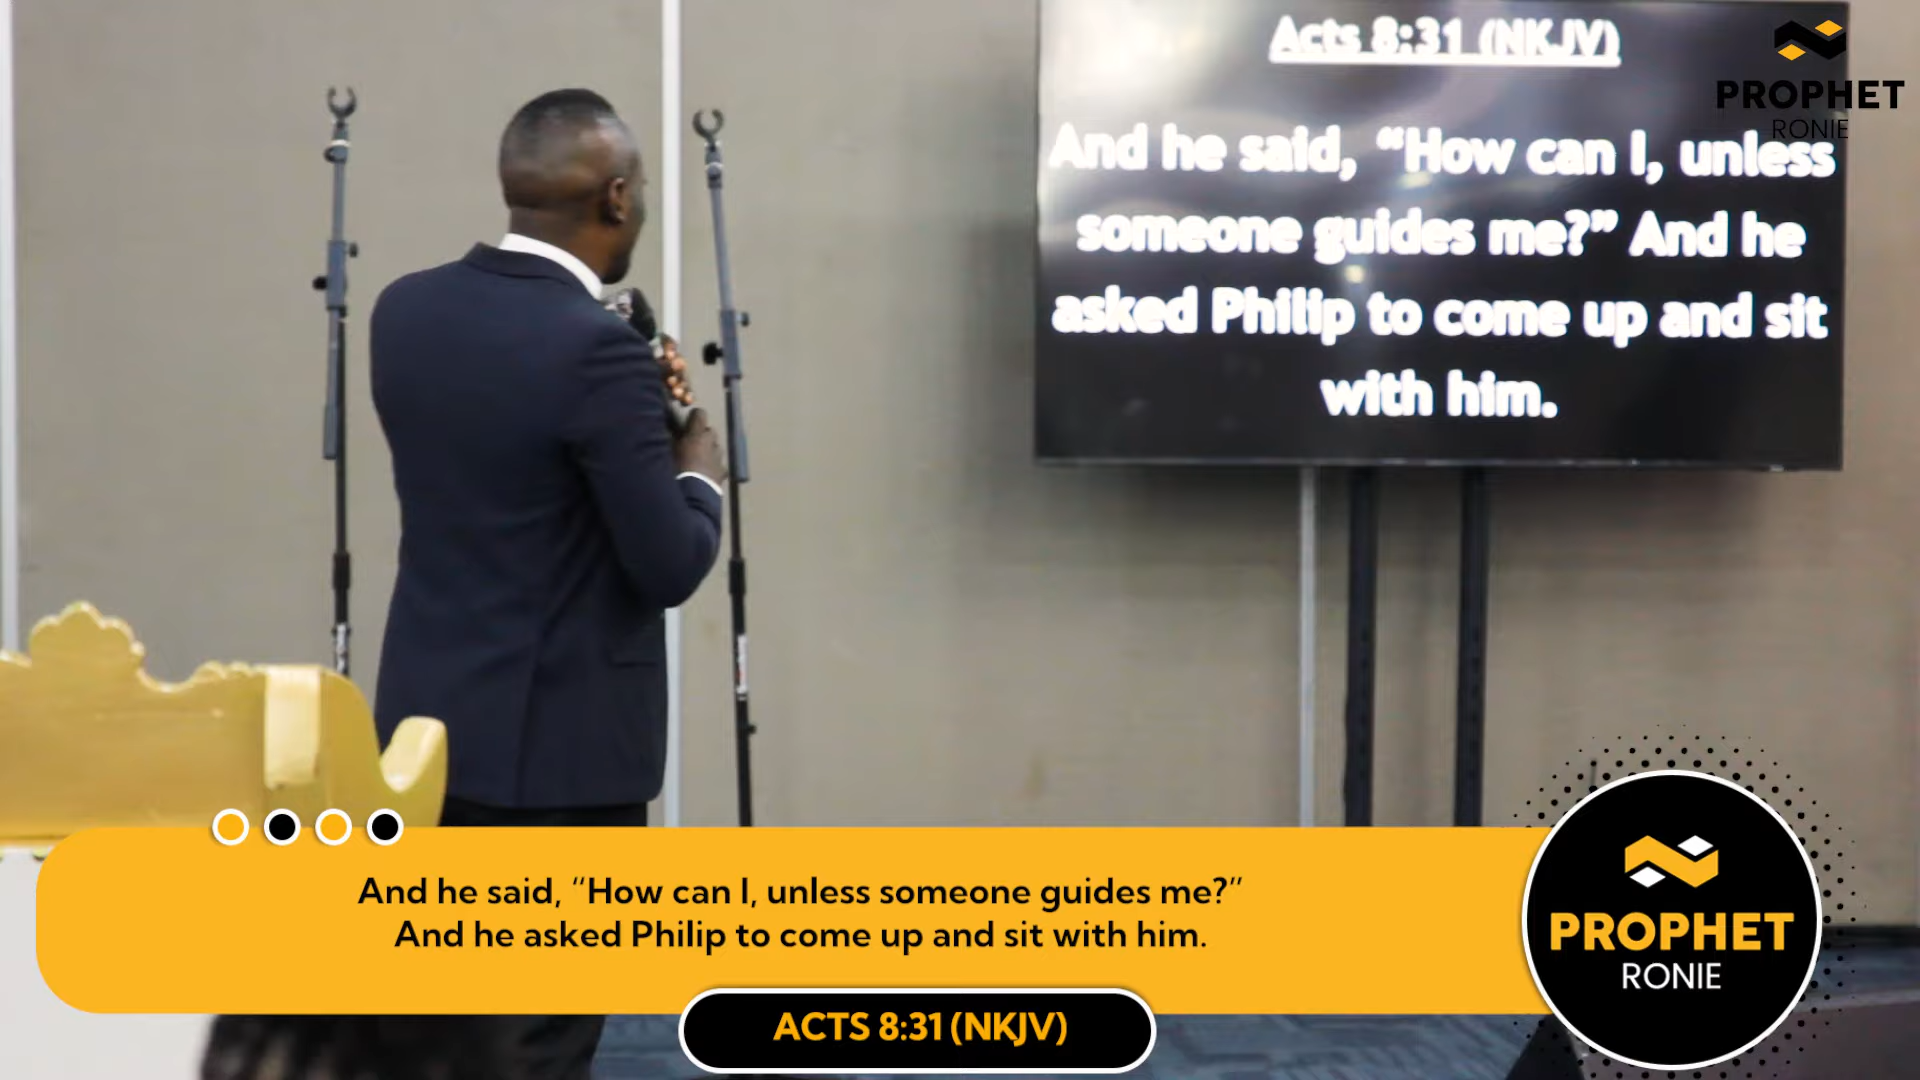 Acts 8:31 (NKJV)
And he said, “How can I, unless
someone guides me?” And he
asked Philip to come up and sit
with him.
PROPHET
RONIE
And he said, “How can I, unless someone guides me?”
And he asked Philip to come up and sit with him.
ACTS 8:31 (NKJV)
PROPHET
RONIE